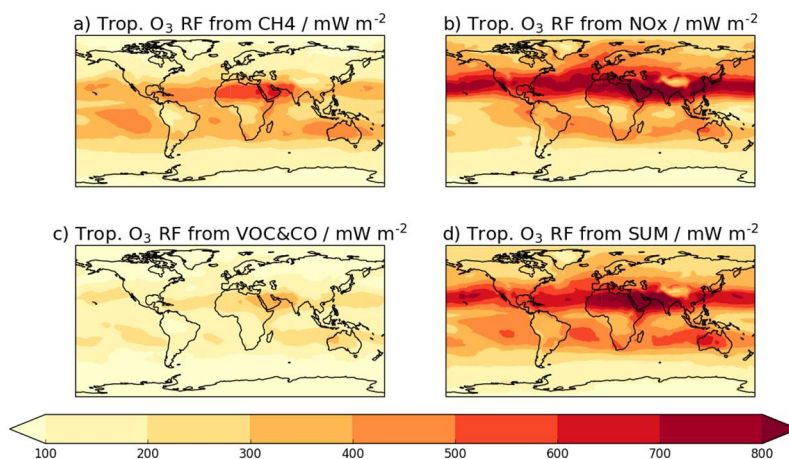 a) Trop. O₃ RF from CH4 / mW m⁻²
b) Trop. O₃ RF from NOx / mW m⁻²
c) Trop. O₃ RF from VOC&CO / mW m⁻²
d) Trop. O₃ RF from SUM / mW m⁻²
100 200 300 400 500 600 700 800